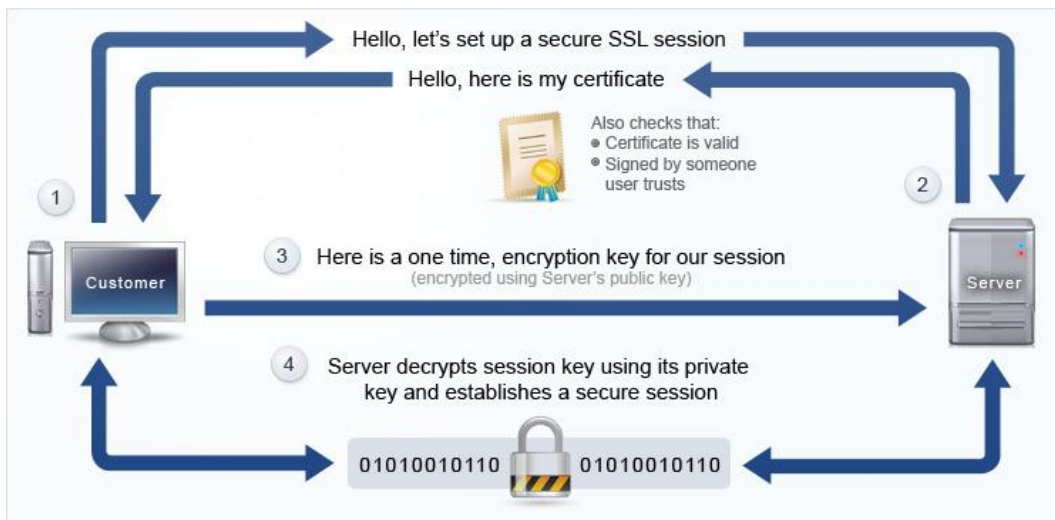 Hello, let's set up a secure SSL session
Hello, here is my certificate
Also checks that:
• Certificate is valid
• Signed by someone
user trusts
1
2
3 Here is a one time, encryption key for our session
(encrypted using Server's public key)
Customer
Server
4 Server decrypts session key using its private
key and establishes a secure session
01010010110 01010010110